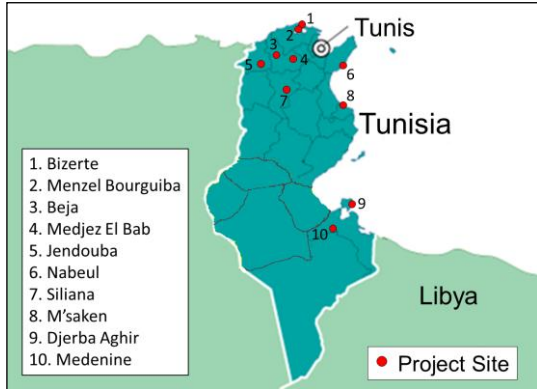 1
2
Tunis
3
4
5
6
7
8
Tunisia
1. Bizerte
2. Menzel Bourguiba
3. Beja
4. Medjez El Bab
5. Jendouba
6. Nabeul
7. Siliana
8. M'saken
9. Djerba Aghir
10. Medenine
9
10
Libya
Project Site